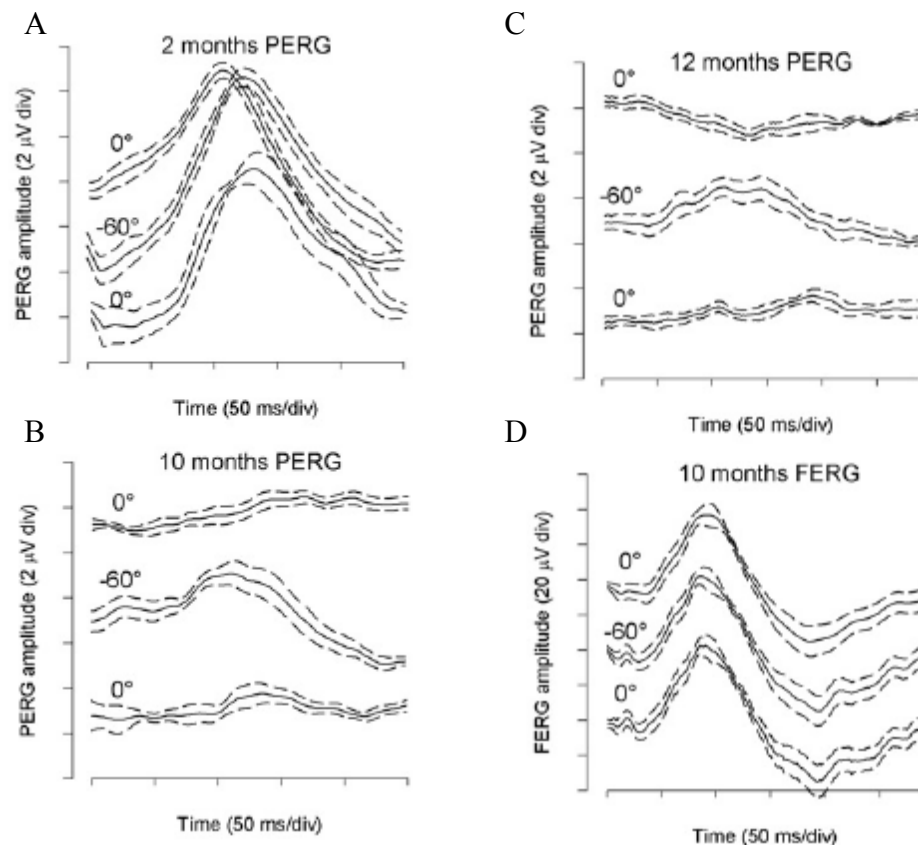 A
2 months PERG
PERG amplitude (2 µV div)
0°
-60°
0°
Time (50 ms/div)
B
10 months PERG
PERG amplitude (2 µV div)
0°
-60°
0°
Time (50 ms/div)
C
12 months PERG
PERG amplitude (2 µV div)
0°
-60°
0°
Time (50 ms/div)
D
10 months FERG
FERG amplitude (20 µV div)
0°
-60°
0°
Time (50 ms/div)